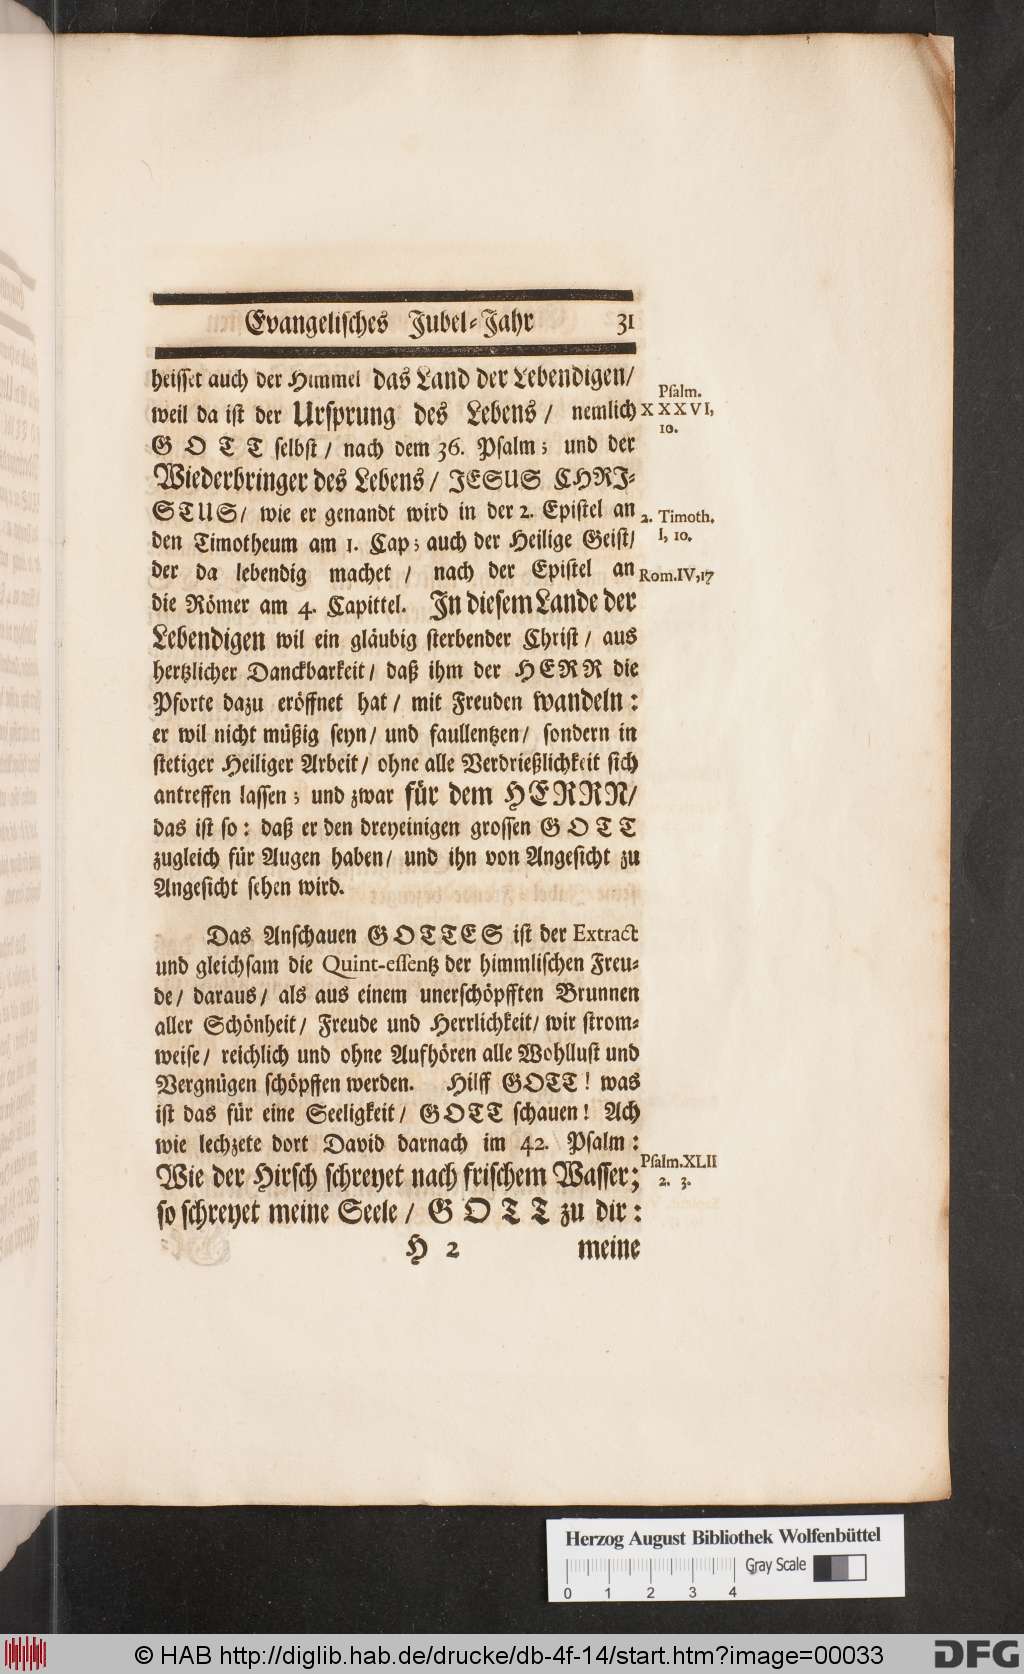 Evangelisches Jubel-Jahr 31
heisset auch der Himmel das Land der Lebendigen/
weil da ist der Ursprung des Lebens / nemlich
GOTT selbst / nach dem 36. Psalm; und der
Wiederbringer des Lebens / JESUS CHRI-
STUS/ wie er genandt wird in der 2. Epistel an
den Timotheum am 1. Cap; auch der Heilige Geist/
der da lebendig machet / nach der Epistel an
die Römer am 4. Capittel. In diesem Lande der
Lebendigen wil ein gläubig sterbender Christ / aus
hertzlicher Danckbarkeit / daß ihm der HERR die
Pforte dazu eröffnet hat / mit Freuden wandeln:
er wil nicht müßig seyn / und faullentzen / sondern in
stetiger Heiliger Arbeit / ohne alle Verdrießlichkeit sich
antreffen lassen; und zwar für dem HERRN/
das ist so: daß er den dreyeinigen grossen GOTT
zugleich für Augen haben / und ihn von Angesicht zu
Angesicht sehen wird.
Das Anschauen GOTTES ist der Extract
und gleichsam die Quint-essentz der himmlischen Freu-
de / daraus / als aus einem unerschöpfften Brunnen
aller Schönheit / Freude und Herrlichkeit / wir strom-
weise / reichlich und ohne Aufhören alle Wohllust und
Vergnügen schöpffen werden. Hilff GOTT! was
ist das für eine Seeligkeit / GOTT schauen! Ach
wie lechzete dort David darnach im 42. Psalm:
Wie der Hirsch schreyet nach frischem Wasser;
so schreyet meine Seele / GOTT zu dir:
H 2 meine
Psalm.
XXXVI,
10.
2. Timoth.
I, 10.
Rom. IV, 17
Psalm. XLII
2. 3.
Herzog August Bibliothek Wolfenbüttel
Gray Scale
0 1 2 3 4
© HAB http://diglib.hab.de/drucke/db-4f-14/start.htm?image=00033
DFG